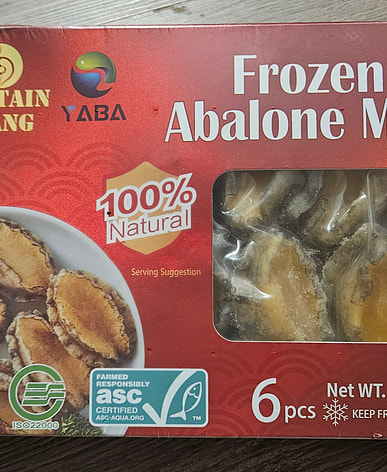 TAIN
ANG
YABA
Frozen
Abalone M
100%
Natural
Serving Suggestion
ISO22000
FARMED
RESPONSIBLY
asc
CERTIFIED
ASC-AQUA.ORG
TM
6pcs
Net WT.
KEEP FR